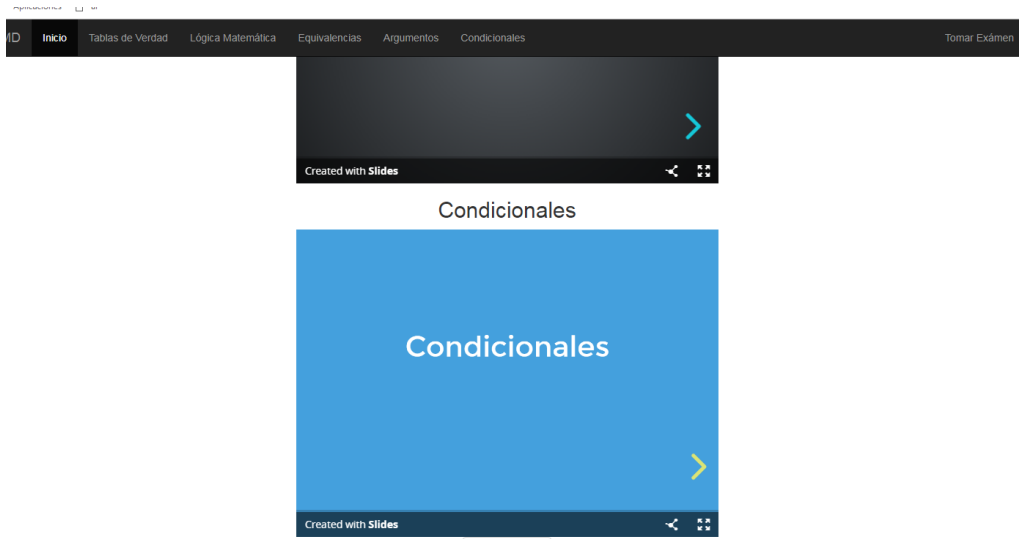 MD Inicio Tablas de Verdad Lógica Matemática Equivalencias Argumentos Condicionales Tomar Exámen
Created with Slides
Condicionales
Condicionales
Created with Slides